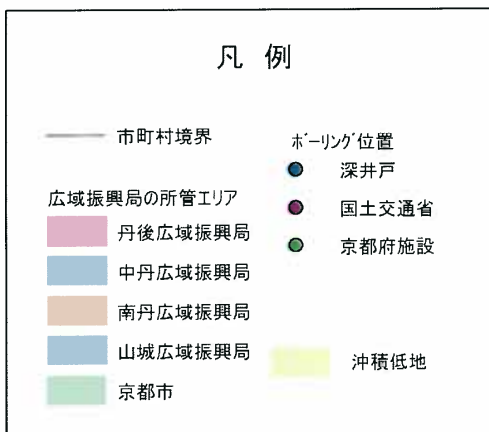 凡例
市町村境界
広域振興局の所管エリア
丹後広域振興局
中丹広域振興局
南丹広域振興局
山城広域振興局
京都市
ボーリング位置
深井戸
国土交通省
京都府施設
沖積低地